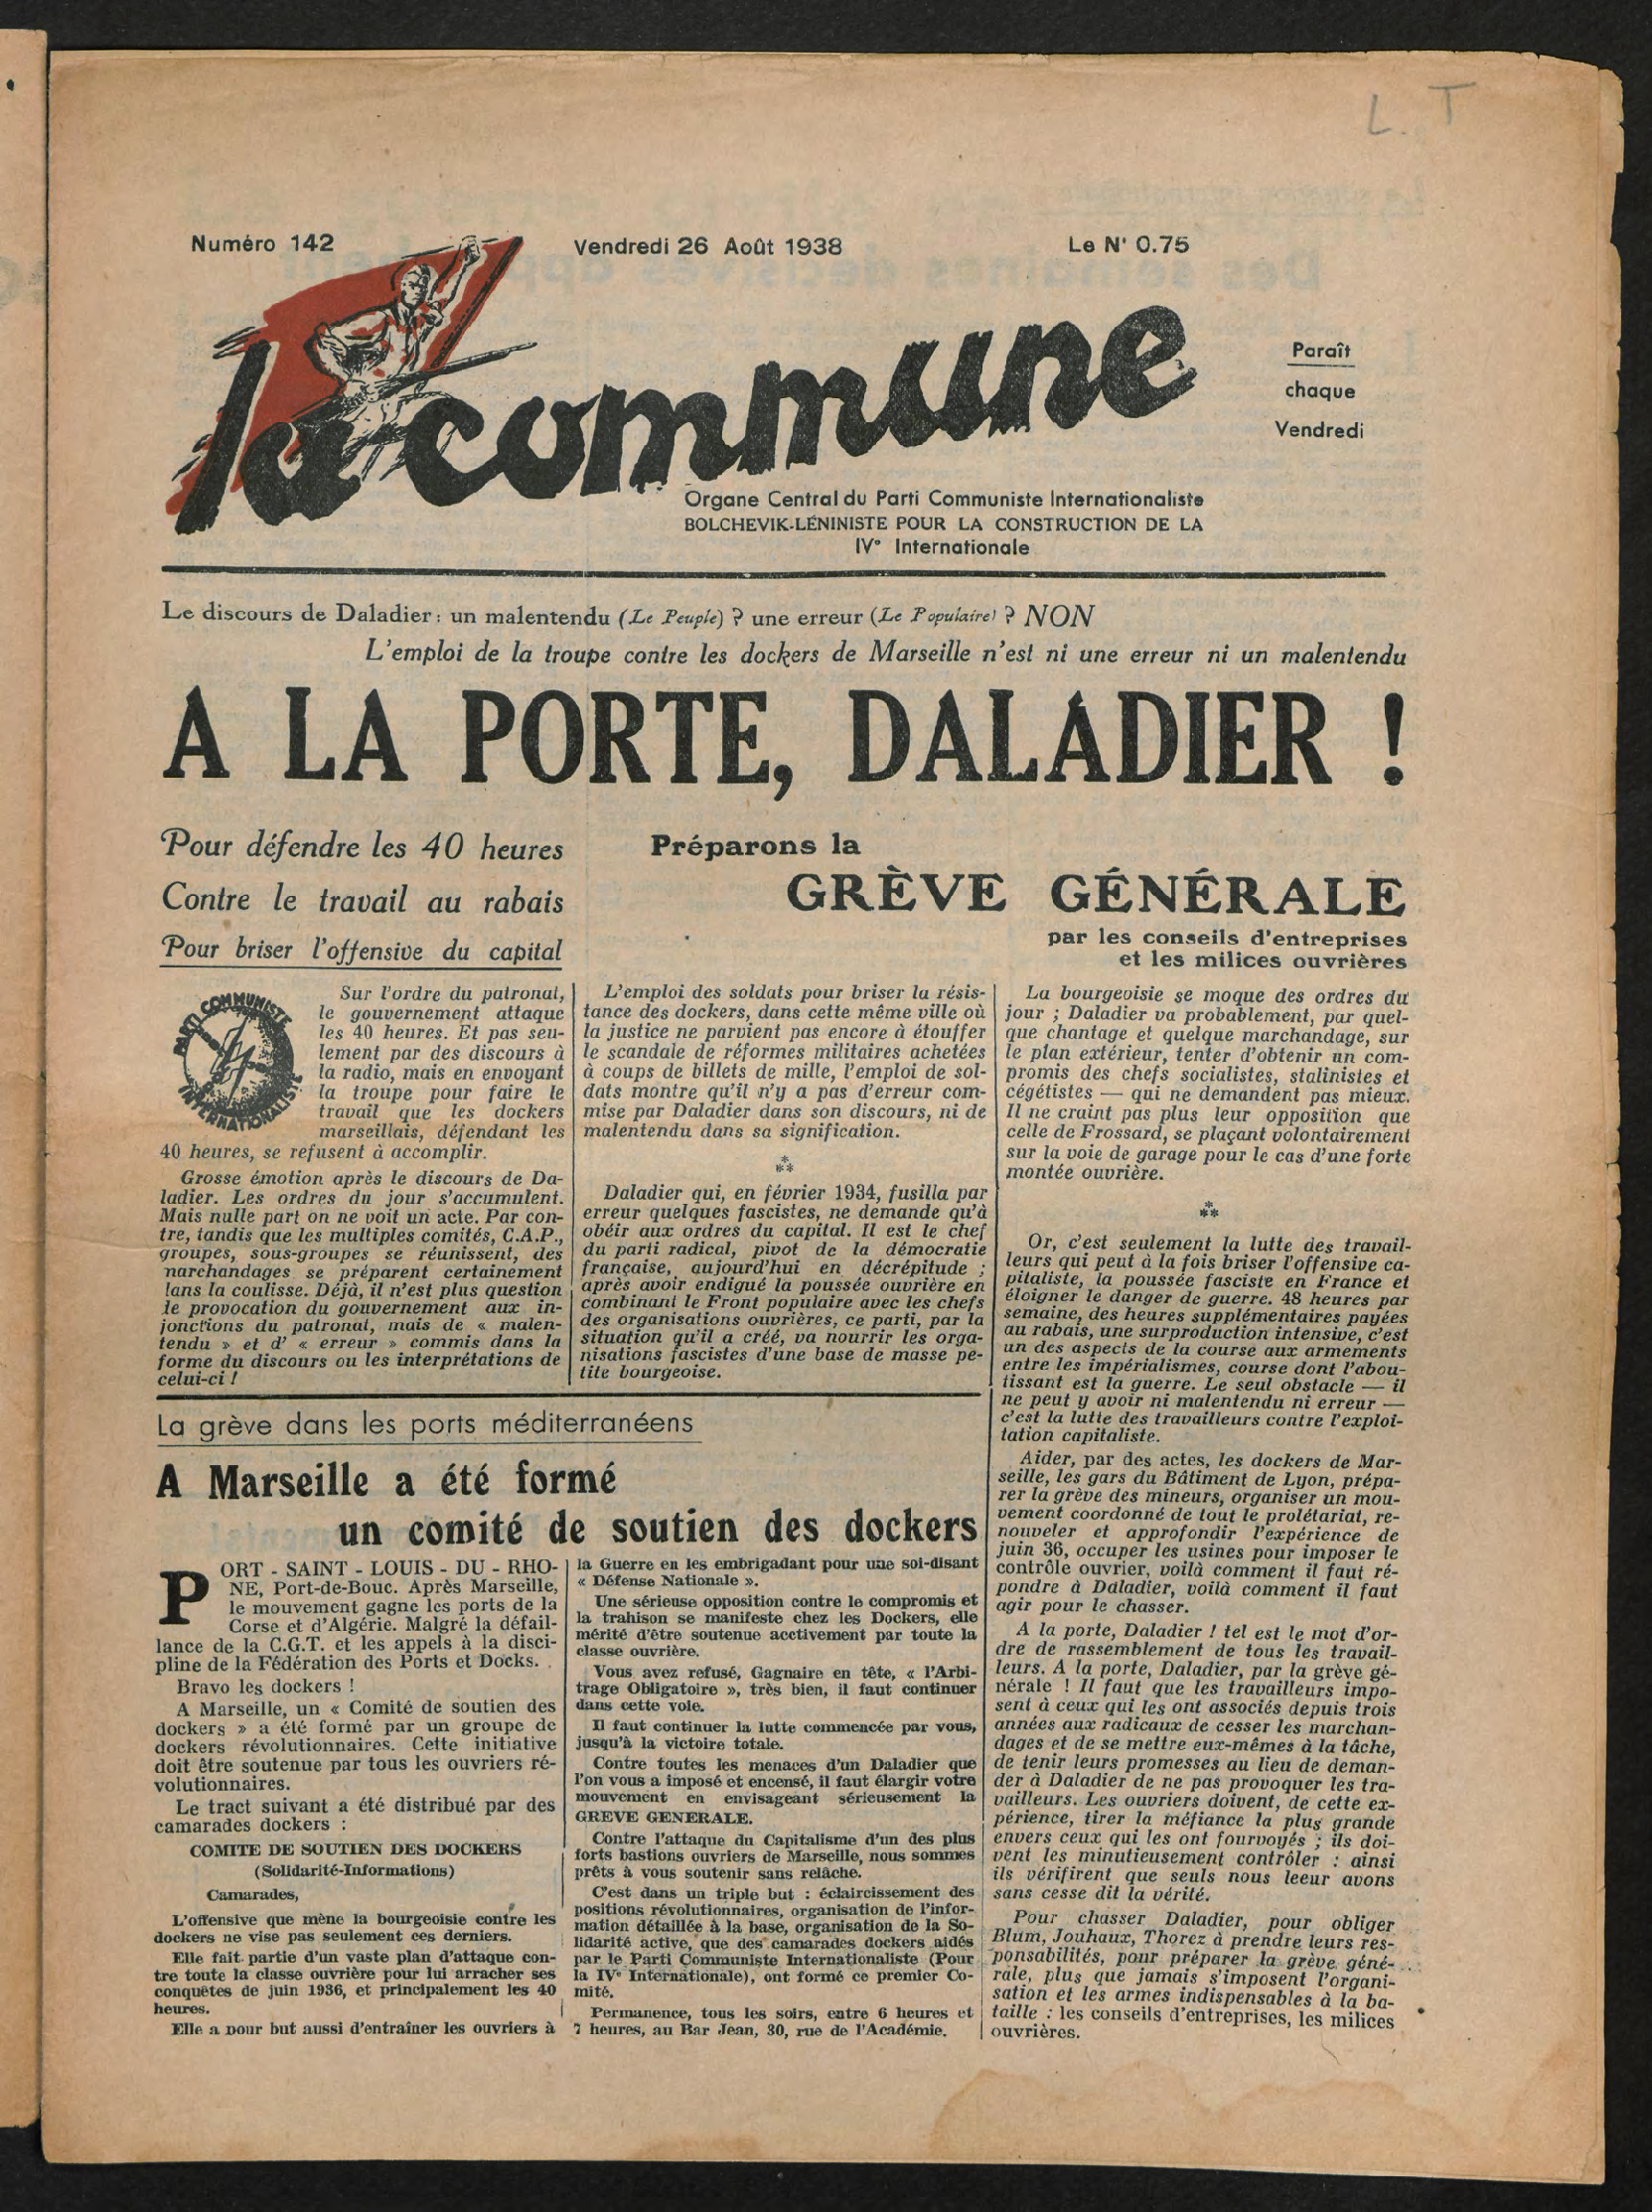 L. T
Numéro 142
Vendredi 26 Août 1938
Le N' 0.75
la commune
Paraît
chaque
Vendredi
Organe Central du Parti Communiste Internationaliste
BOLCHEVIK-LÉNINISTE POUR LA CONSTRUCTION DE LA
IV° Internationale
Le discours de Daladier : un malentendu (Le Peuple) ? une erreur (Le Populaire) ? NON
L'emploi de la troupe contre les dockers de Marseille n'est ni une erreur ni un malentendu
A LA PORTE, DALADIER !
Pour défendre les 40 heures
Contre le travail au rabais
Pour briser l'offensive du capital
Préparons la
GRÈVE GÉNÉRALE
par les conseils d'entreprises
et les milices ouvrières
PARTI COMMUNISTE
INTERNATIONALISTE
Sur l'ordre du patronat,
le gouvernement attaque
les 40 heures. Et pas seu-
lement par des discours à
la radio, mais en envoyant
la troupe pour faire le
travail que les dockers
marseillais, défendant les
40 heures, se refusent à accomplir.
Grosse émotion après le discours de Da-
ladier. Les ordres du jour s'accumulent.
Mais nulle part on ne voit un acte. Par con-
tre, tandis que les multiples comités, C.A.P.,
groupes, sous-groupes se réunissent, des
narchandages se préparent certainement
lans la coulisse. Déjà, il n'est plus question
de provocation du gouvernement aux in-
jonctions du patronat, mais de « malen-
tendu » et d' « erreur » commis dans la
forme du discours ou les interprétations de
celui-ci !
L'emploi des soldats pour briser la résis-
tance des dockers, dans cette même ville où
la justice ne parvient pas encore à étouffer
le scandale de réformes militaires achetées
à coups de billets de mille, l'emploi de sol-
dats montre qu'il n'y a pas d'erreur com-
mise par Daladier dans son discours, ni de
malentendu dans sa signification.
***
Daladier qui, en février 1934, fusilla par
erreur quelques fascistes, ne demande qu'à
obéir aux ordres du capital. Il est le chef
du parti radical, pivot de la démocratie
française, aujourd'hui en décrépitude ;
après avoir endigué la poussée ouvrière en
combinant le Front populaire avec les chefs
des organisations ouvrières, ce parti, par la
situation qu'il a créé, va nourrir les orga-
nisations fascistes d'une base de masse pe-
tite bourgeoise.
La bourgeoisie se moque des ordres du
jour ; Daladier va probablement, par quel-
que chantage et quelque marchandage, sur
le plan extérieur, tenter d'obtenir un com-
promis des chefs socialistes, stalinistes et
cégétistes — qui ne demandent pas mieux.
Il ne craint pas plus leur opposition que
celle de Frossard, se plaçant volontairement
sur la voie de garage pour le cas d'une forte
montée ouvrière.
***
Or, c'est seulement la lutte des travail-
leurs qui peut à la fois briser l'offensive ca-
pitaliste, la poussée fasciste en France et
éloigner le danger de guerre. 48 heures par
semaine, des heures supplémentaires payées
au rabais, une surproduction intensive, c'est
un des aspects de la course aux armements
entre les impérialismes, course dont l'abou-
tissant est la guerre. Le seul obstacle — il
ne peut y avoir ni malentendu ni erreur —
c'est la lutte des travailleurs contre l'exploi-
tation capitaliste.
Aider, par des actes, les dockers de Mar-
seille, les gars du Bâtiment de Lyon, prépa-
rer la grève des mineurs, organiser un mou-
vement coordonné de tout le prolétariat, re-
nouveler et approfondir l'expérience de
juin 36, occuper les usines pour imposer le
contrôle ouvrier, voilà comment il faut ré-
pondre à Daladier, voilà comment il faut
agir pour le chasser.
A la porte, Daladier ! tel est le mot d'or-
dre de rassemblement de tous les travail-
leurs. A la porte, Daladier, par la grève gé-
nérale ! Il faut que les travailleurs impo-
sent à ceux qui les ont associés depuis trois
années aux radicaux de cesser les marchan-
dages et de se mettre eux-mêmes à la tâche,
de tenir leurs promesses au lieu de deman-
der à Daladier de ne pas provoquer les tra-
vailleurs. Les ouvriers doivent, de cette ex-
périence, tirer la méfiance la plus grande
envers ceux qui les ont fourvoyés ; ils doi-
vent les minutieusement contrôler : ainsi
ils vérifirent que seuls nous leeur avons
sans cesse dit la vérité.
Pour chasser Daladier, pour obliger
Blum, Jouhaux, Thorez à prendre leurs res-
ponsabilités, pour préparer la grève géné-
rale, plus que jamais s'imposent l'organi-
sation et les armes indispensables à la ba-
taille : les conseils d'entreprises, les milices
ouvrières.
La grève dans les ports méditerranéens
A Marseille a été formé
un comité de soutien des dockers
PORT - SAINT - LOUIS - DU - RHO-
NE, Port-de-Bouc. Après Marseille,
le mouvement gagne les ports de la
Corse et d'Algérie. Malgré la défail-
lance de la C.G.T. et les appels à la disci-
pline de la Fédération des Ports et Docks.
Bravo les dockers !
A Marseille, un « Comité de soutien des
dockers » a été formé par un groupe de
dockers révolutionnaires. Cette initiative
doit être soutenue par tous les ouvriers ré-
volutionnaires.
Le tract suivant a été distribué par des
camarades dockers :
COMITE DE SOUTIEN DES DOCKERS
(Solidarité-Informations)
Camarades,
L'offensive que mène la bourgeoisie contre les
dockers ne vise pas seulement ces derniers.
Elle fait partie d'un vaste plan d'attaque con-
tre toute la classe ouvrière pour lui arracher ses
conquêtes de juin 1936, et principalement les 40
heures.
Elle a pour but aussi d'entraîner les ouvriers à
la Guerre en les embrigadant pour une soi-disant
« Défense Nationale ».
Une sérieuse opposition contre le compromis et
la trahison se manifeste chez les Dockers, elle
mérité d'être soutenue acctivement par toute la
classe ouvrière.
Vous avez refusé, Gagnaire en tête, « l'Arbi-
trage Obligatoire », très bien, il faut continuer
dans cette voie.
Il faut continuer la lutte commencée par vous,
jusqu'à la victoire totale.
Contre toutes les menaces d'un Daladier que
l'on vous a imposé et encensé, il faut élargir votre
mouvement en envisageant sérieusement la
GREVE GENERALE.
Contre l'attaque du Capitalisme d'un des plus
forts bastions ouvriers de Marseille, nous sommes
prêts à vous soutenir sans relâche.
C'est dans un triple but : éclaircissement des
positions révolutionnaires, organisation de l'infor-
mation détaillée à la base, organisation de la So-
lidarité active, que des camarades dockers aidés
par le Parti Communiste Internationaliste (Pour
la IVe Internationale), ont formé ce premier Co-
mité.
Permanence, tous les soirs, entre 6 heures et
7 heures, au Bar Jean, 30, rue de l'Académie.